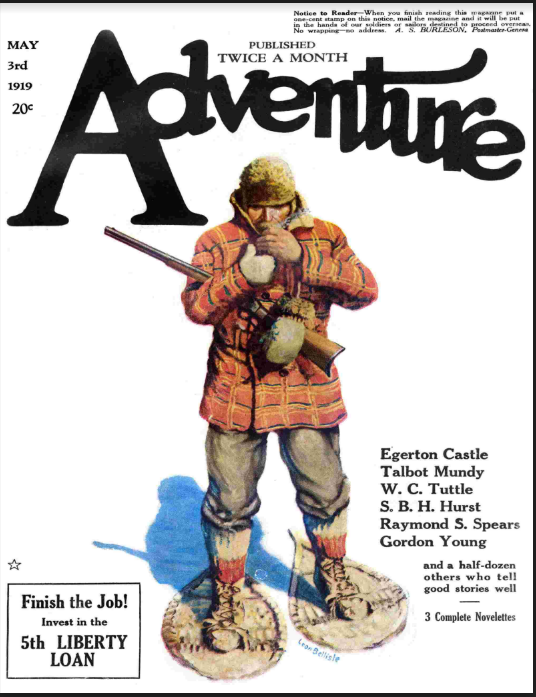 Notice to Reader—When you finish reading this magazine put a
one-cent stamp on this notice, mail the magazine and it will be put
in the hands of our soldiers or sailors destined to proceed overseas.
No wrapping—no address. A. S. BURLESON, Postmaster-Genera
MAY
3rd
1919
20¢
PUBLISHED
TWICE A MONTH
Adventure
Egerton Castle
Talbot Mundy
W. C. Tuttle
S. B. H. Hurst
Raymond S. Spears
Gordon Young
and a half-dozen
others who tell
good stories well
3 Complete Novelettes
Finish the Job!
Invest in the
5th LIBERTY
LOAN